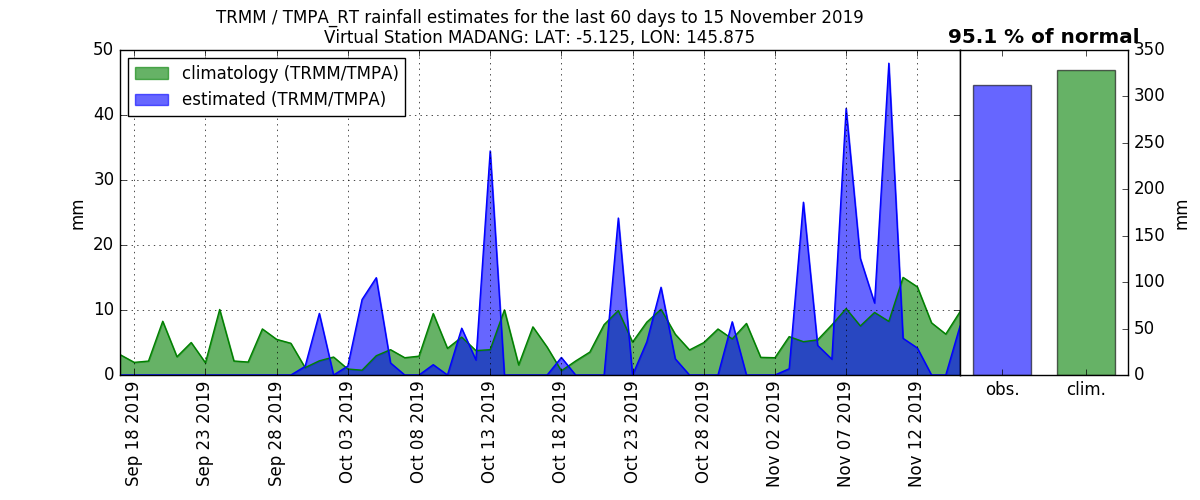 TRMM / TMPA_RT rainfall estimates for the last 60 days to 15 November 2019
Virtual Station MADANG: LAT: -5.125, LON: 145.875
95.1 % of normal
climatology (TRMM/TMPA)
estimated (TRMM/TMPA)
50
40
30
20
10
0
mm
Sep 18 2019
Sep 23 2019
Sep 28 2019
Oct 03 2019
Oct 08 2019
Oct 13 2019
Oct 18 2019
Oct 23 2019
Oct 28 2019
Nov 02 2019
Nov 07 2019
Nov 12 2019
obs.
clim.
350
300
250
200
150
100
50
0
mm